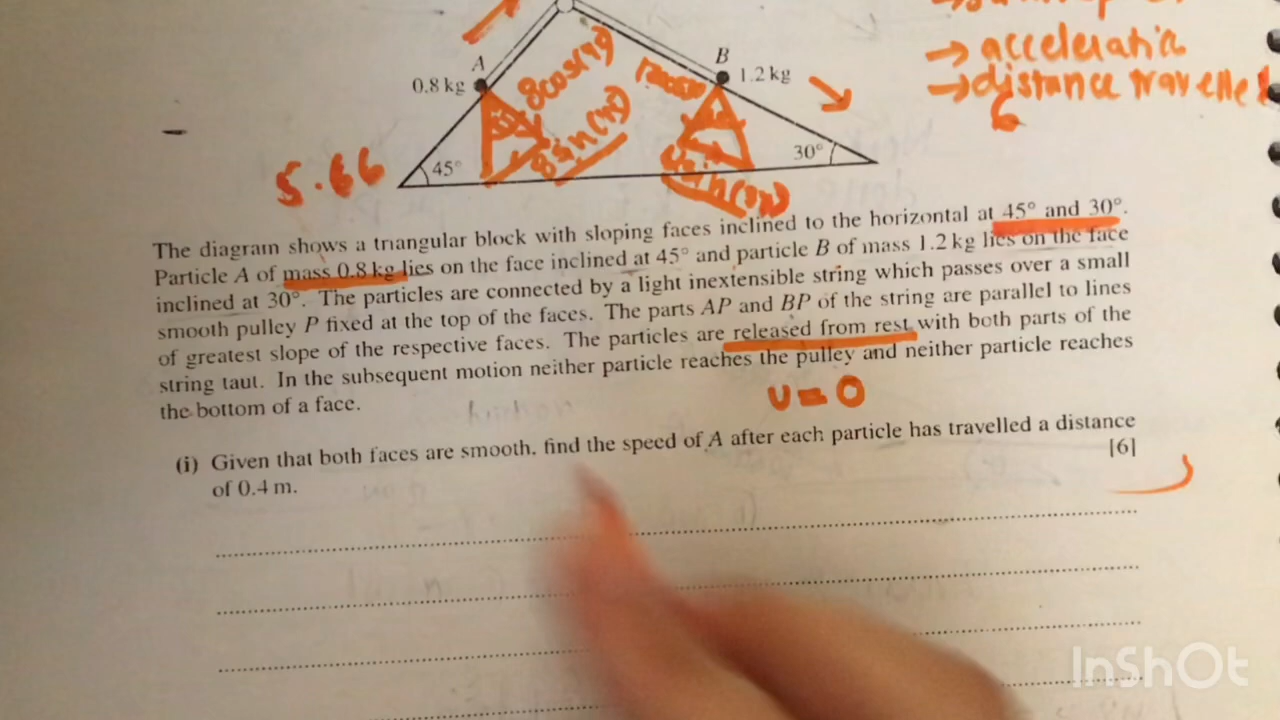 → acceleratio
→ distance travelle
6
A
0.8 kg
B
1.2 kg
8cos(45)
8sin(45)
45°
30°
5.66
The diagram shows a triangular block with sloping faces inclined to the horizontal at 45° and 30°.
Particle A of mass 0.8 kg lies on the face inclined at 45° and particle B of mass 1.2 kg lies on the face
inclined at 30°. The particles are connected by a light inextensible string which passes over a small
smooth pulley P fixed at the top of the faces. The parts AP and BP of the string are parallel to lines
of greatest slope of the respective faces. The particles are released from rest with both parts of the
string taut. In the subsequent motion neither particle reaches the pulley and neither particle reaches
the bottom of a face.
U = 0
(i) Given that both faces are smooth, find the speed of A after each particle has travelled a distance
of 0.4 m. [6]
InShOt